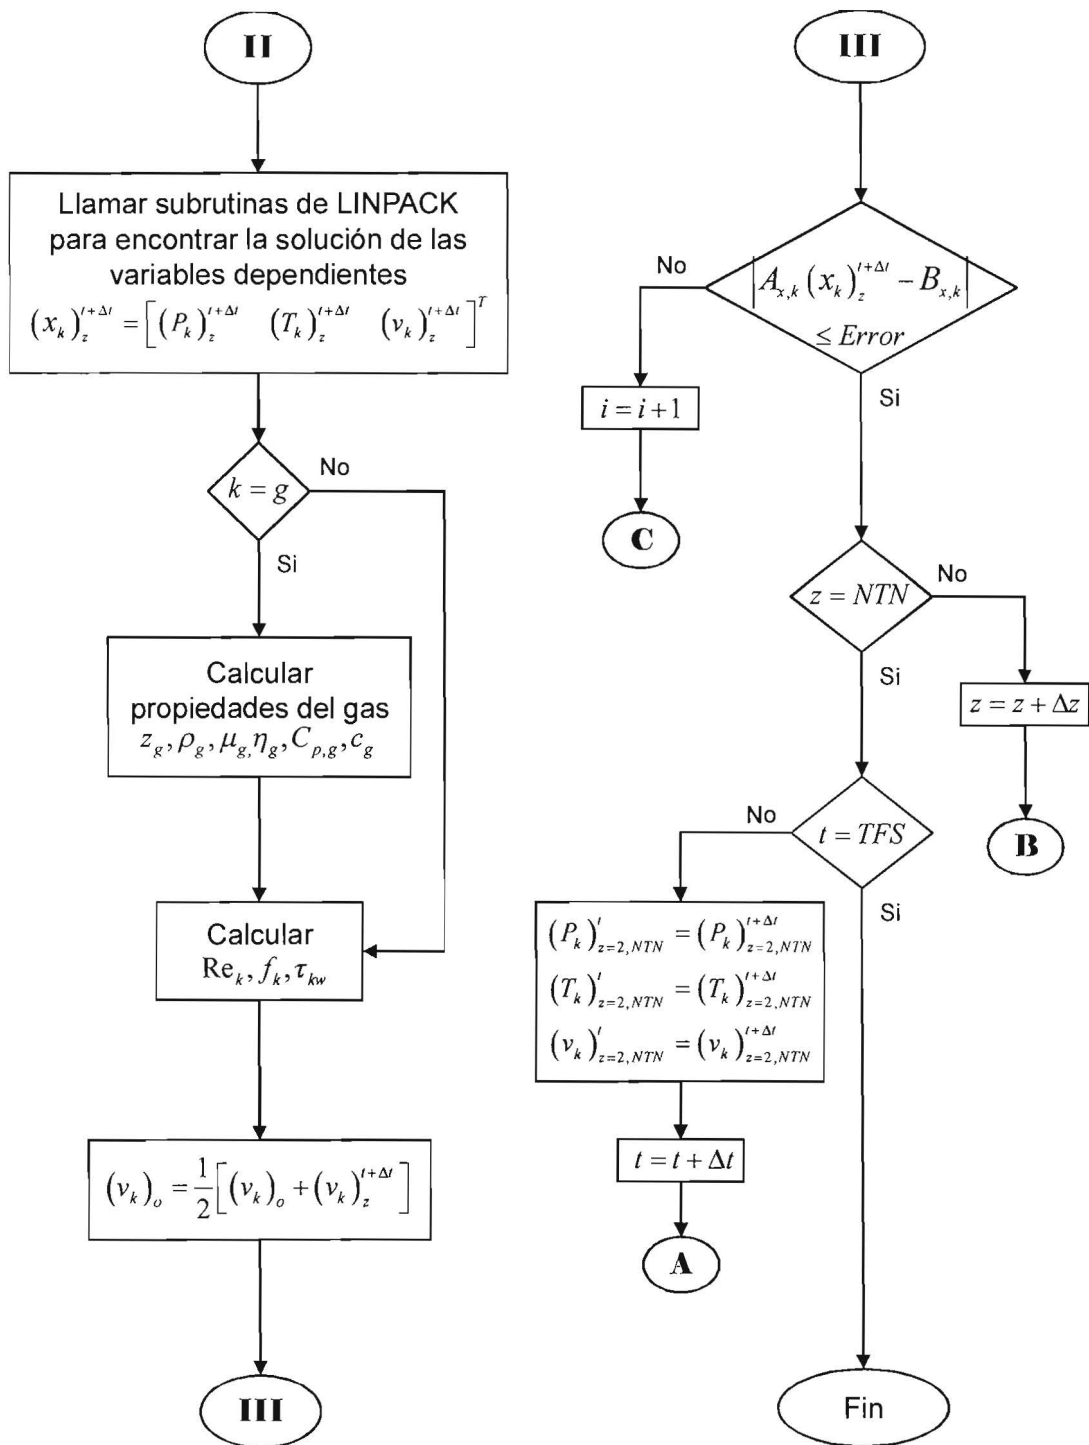 II
Llamar subrutinas de LINPACK
para encontrar la solución de las
variables dependientes
(x_k)_z^{t+Δt} = [(P_k)_z^{t+Δt} (T_k)_z^{t+Δt} (v_k)_z^{t+Δt}]^T
k = g
No
Si
Calcular
propiedades del gas
z_g, ρ_g, μ_g, η_g, C_{p,g}, c_g
Calcular
Re_k, f_k, τ_{kw}
(v_k)_o = \frac{1}{2}[(v_k)_o + (v_k)_z^{t+Δt}]
III
III
|A_{x,k} (x_k)_z^{t+Δt} − B_{x,k}|
≤ Error
No
i = i + 1
C
Si
z = NTN
No
z = z + Δz
B
Si
t = TFS
No
(P_k)_{z=2,NTN}^t = (P_k)_{z=2,NTN}^{t+Δt}
(T_k)_{z=2,NTN}^t = (T_k)_{z=2,NTN}^{t+Δt}
(v_k)_{z=2,NTN}^t = (v_k)_{z=2,NTN}^{t+Δt}
t = t + Δt
A
Si
Fin